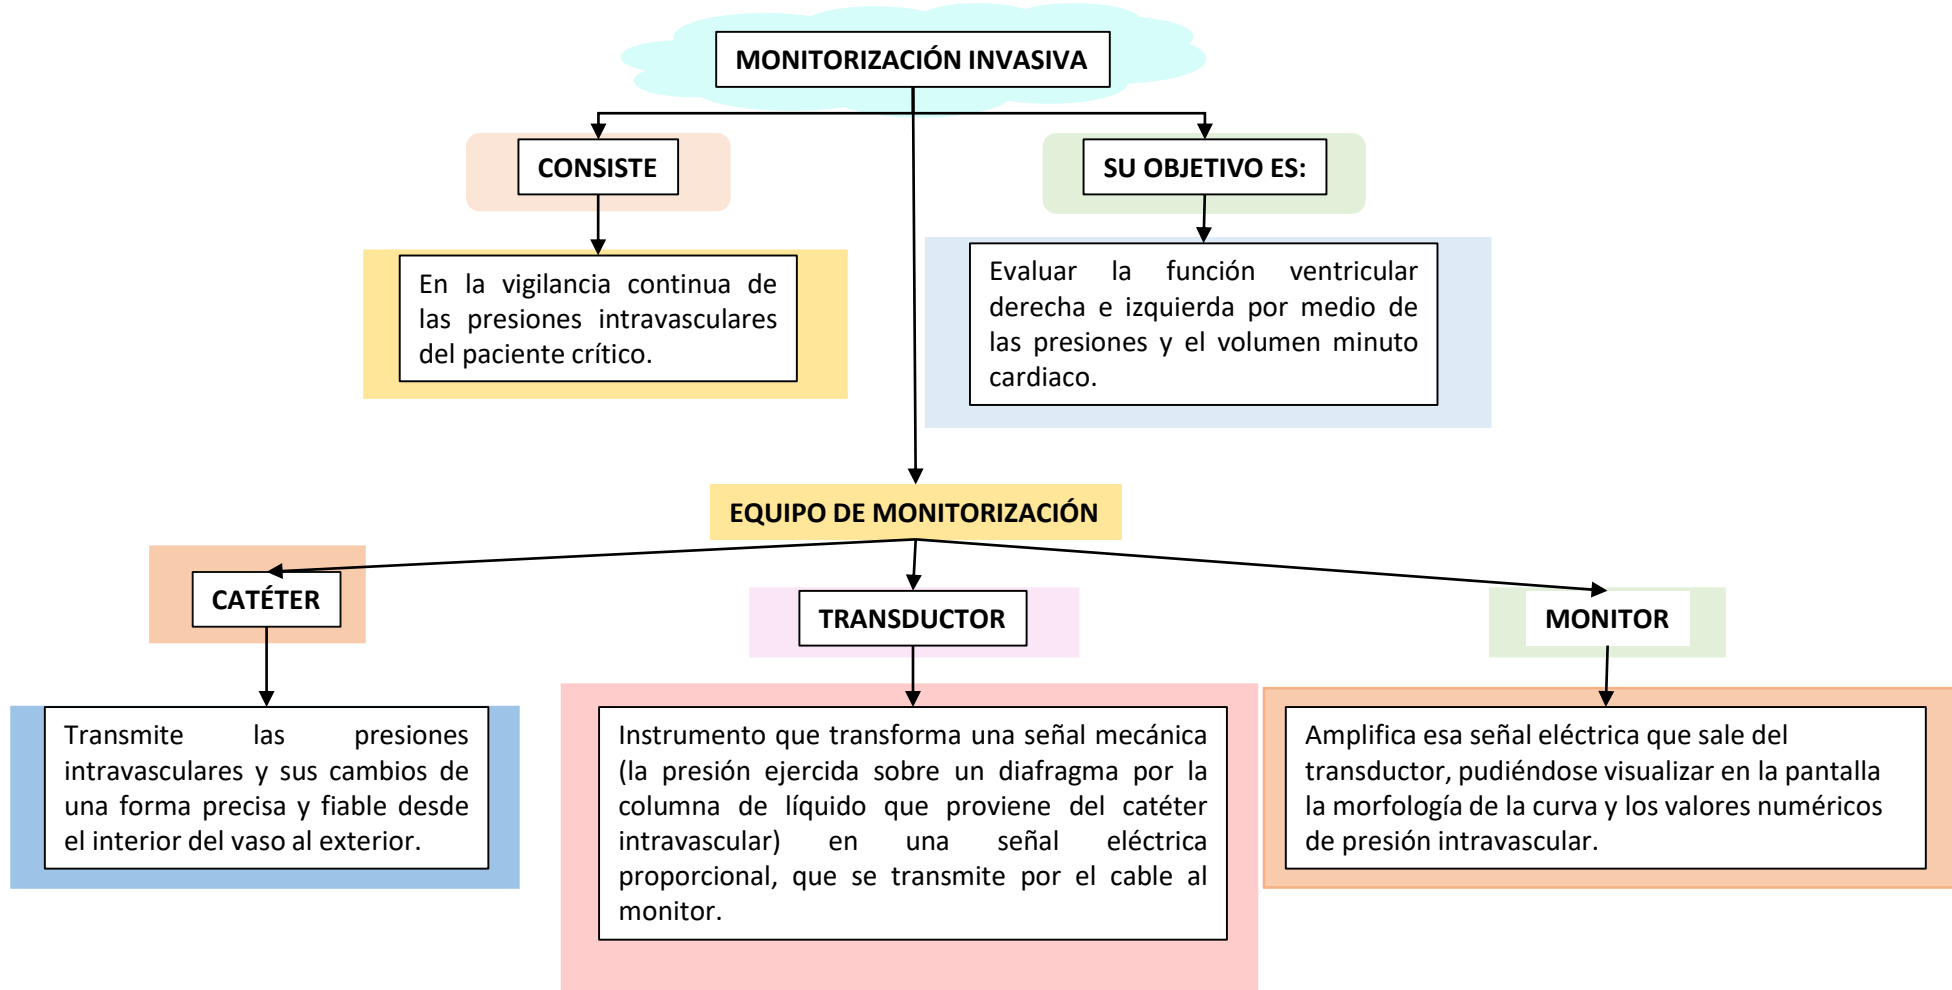 MONITORIZACIÓN INVASIVA
CONSISTE
SU OBJETIVO ES:
En la vigilancia continua de
las presiones intravasculares
del paciente crítico.
Evaluar la función ventricular
derecha e izquierda por medio de
las presiones y el volumen minuto
cardiaco.
EQUIPO DE MONITORIZACIÓN
CATÉTER
TRANSDUCTOR
MONITOR
Transmite las presiones
intravasculares y sus cambios de
una forma precisa y fiable desde
el interior del vaso al exterior.
Instrumento que transforma una señal mecánica
(la presión ejercida sobre un diafragma por la
columna de líquido que proviene del catéter
intravascular) en una señal eléctrica
proporcional, que se transmite por el cable al
monitor.
Amplifica esa señal eléctrica que sale del
transductor, pudiéndose visualizar en la pantalla
la morfología de la curva y los valores numéricos
de presión intravascular.